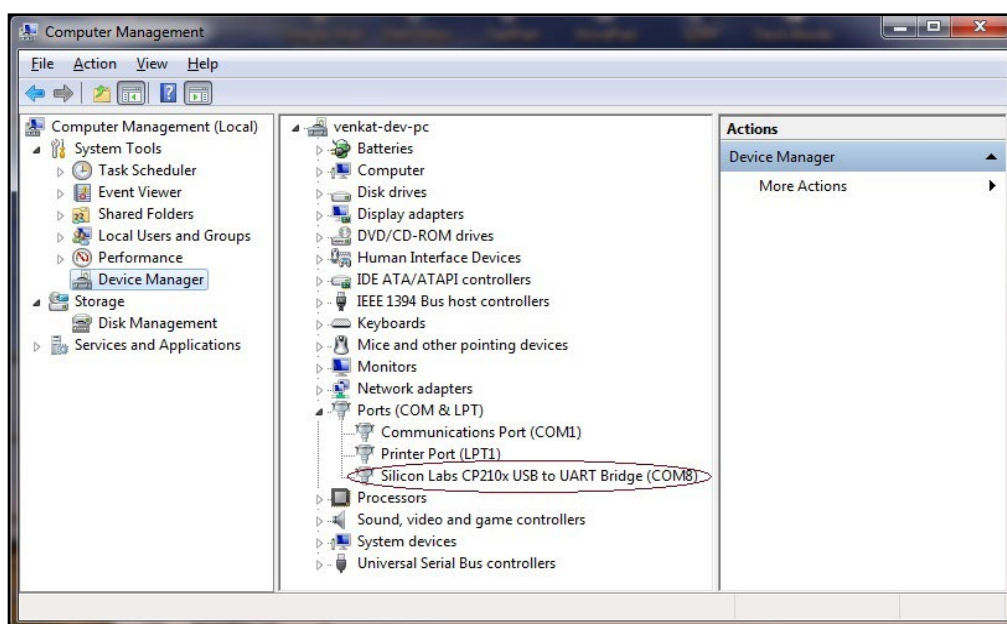 Computer Management
File Action View Help
Computer Management (Local)
System Tools
Task Scheduler
Event Viewer
Shared Folders
Local Users and Groups
Performance
Device Manager
Storage
Disk Management
Services and Applications
venkat-dev-pc
Batteries
Computer
Disk drives
Display adapters
DVD/CD-ROM drives
Human Interface Devices
IDE ATA/ATAPI controllers
IEEE 1394 Bus host controllers
Keyboards
Mice and other pointing devices
Monitors
Network adapters
Ports (COM & LPT)
Communications Port (COM1)
Printer Port (LPT1)
Silicon Labs CP210x USB to UART Bridge (COM8)
Processors
Sound, video and game controllers
System devices
Universal Serial Bus controllers
Actions
Device Manager
More Actions